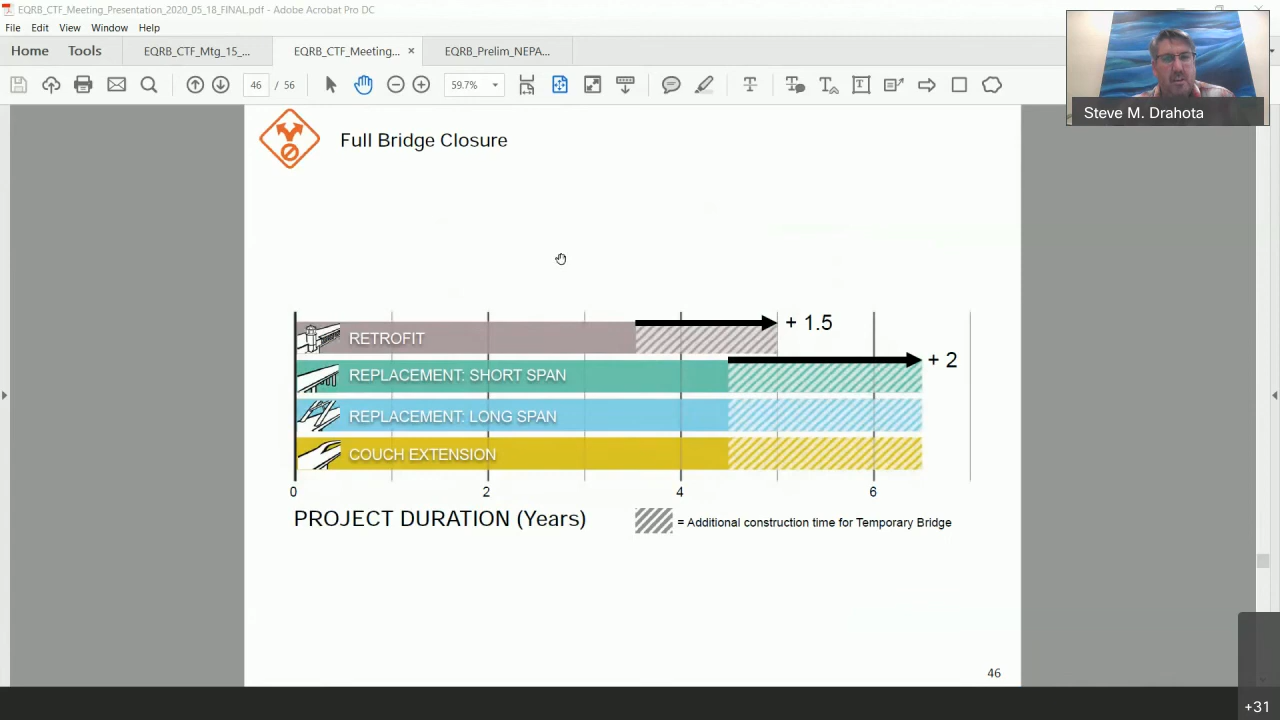 EQRB_CTF_Meeting_Presentation_2020_05_18_FINAL.pdf - Adobe Acrobat Pro DC
File Edit View Window Help
Home Tools EQRB_CTF_Mtg_15_... EQRB_CTF_Meeting... × EQRB_Prelim_NEPA...
46 / 56 59.7%
Steve M. Drahota
Full Bridge Closure
+ 1.5
RETROFIT
+ 2
REPLACEMENT: SHORT SPAN
REPLACEMENT: LONG SPAN
COUCH EXTENSION
0 2 4 6
PROJECT DURATION (Years)
= Additional construction time for Temporary Bridge
46
+31